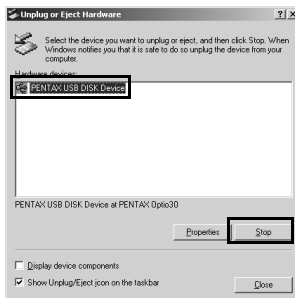 Unplug or Eject Hardware
Select the device you want to unplug or eject, and then click Stop. When
Windows notifies you that it is safe to do so unplug the device from your
computer.
Hardware devices:
PENTAX USB DISK Device
PENTAX USB DISK Device at PENTAX Optio30
Properties
Stop
Display device components
Show Unplug/Eject icon on the taskbar
Close